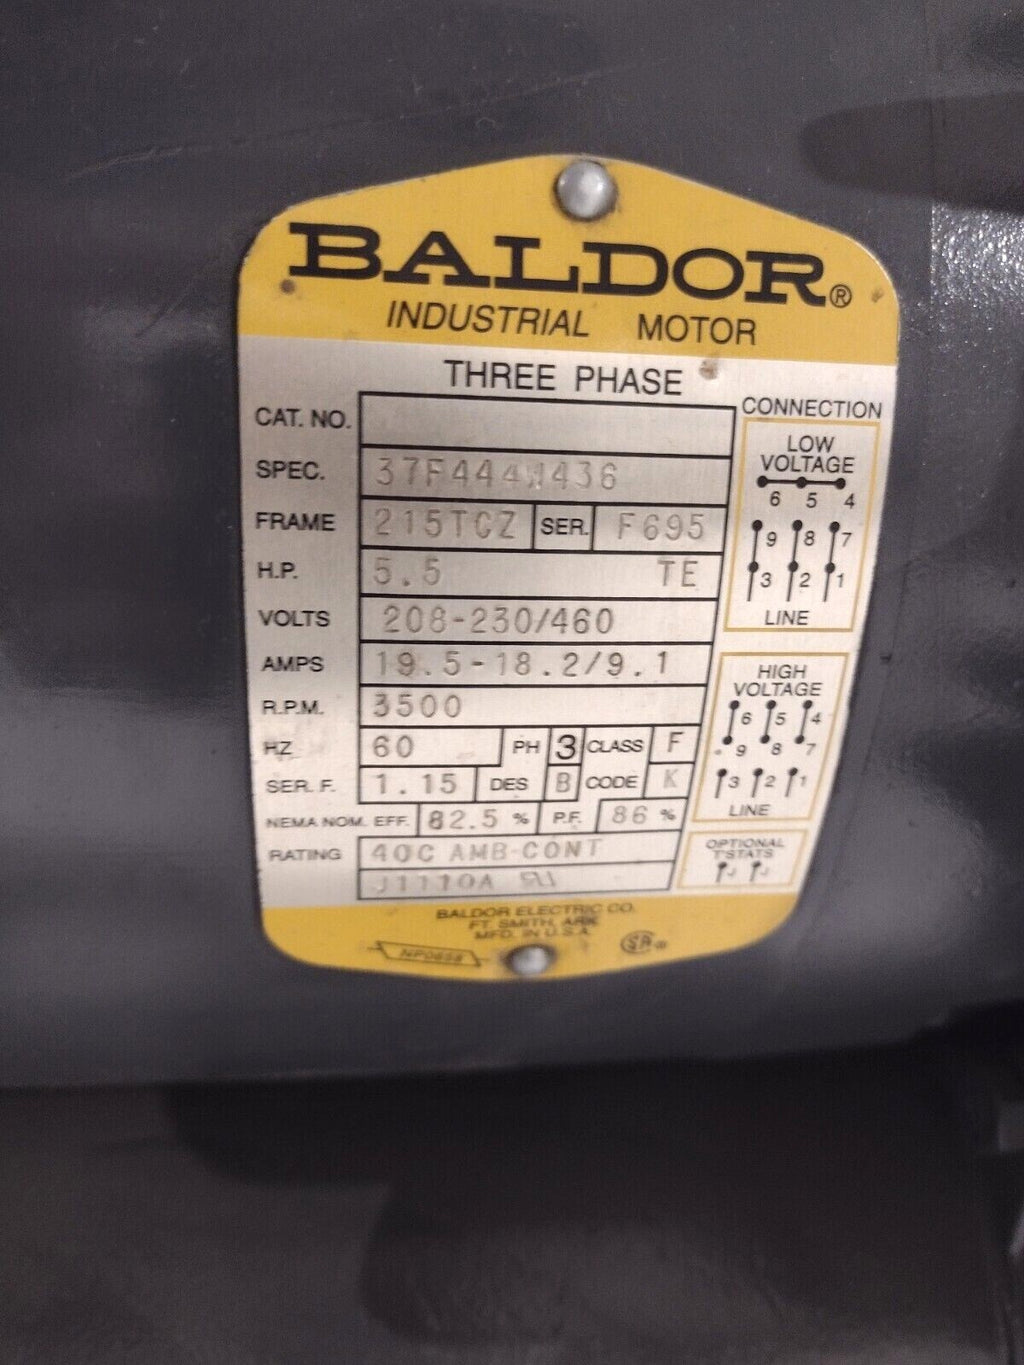 BALDOR®
INDUSTRIAL MOTOR
THREE PHASE
CAT. NO.
SPEC. 37F444W436
FRAME 215TCZ SER. F695
H.P. 5.5 TE
VOLTS 208-230/460
AMPS 19.5-18.2/9.1
R.P.M. 3500
HZ 60 PH 3 CLASS F
SER. F. 1.15 DES B CODE K
NEMA NOM. EFF. 82.5 % P.F. 86 %
RATING 40C AMB-CONT
CONNECTION
LOW
VOLTAGE
6 5 4
9 8 7
3 2 1
LINE
HIGH
VOLTAGE
6 5 4
9 8 7
3 2 1
LINE
OPTIONAL
T'STATS
J J
BALDOR ELECTRIC CO.
FT. SMITH, ARK.
MFD. IN U.S.A.
SA®